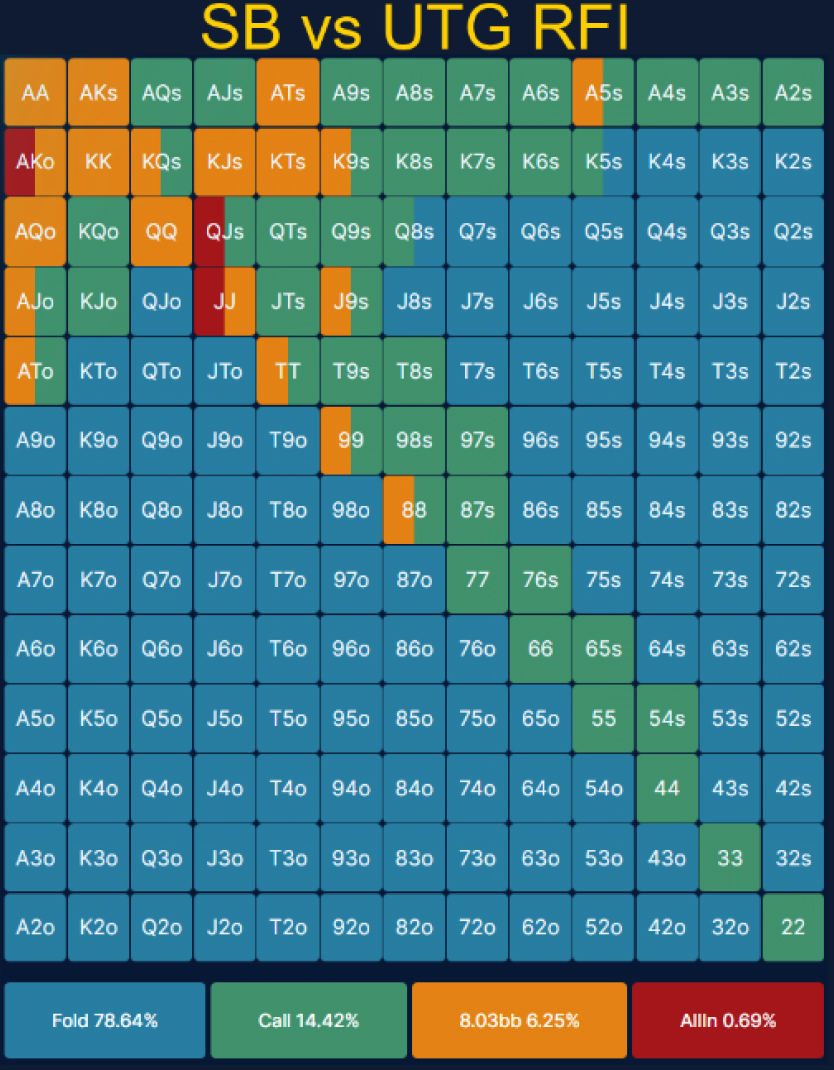 SB vs UTG RFI
AA AKs AQs AJs ATs A9s A8s A7s A6s A5s A4s A3s A2s
AKo KK KQs KJs KTs K9s K8s K7s K6s K5s K4s K3s K2s
AQo KQo QQ QJs QTs Q9s Q8s Q7s Q6s Q5s Q4s Q3s Q2s
AJo KJo QJo JJ JTs J9s J8s J7s J6s J5s J4s J3s J2s
ATo KTo QTo JTo TT T9s T8s T7s T6s T5s T4s T3s T2s
A9o K9o Q9o J9o T9o 99 98s 97s 96s 95s 94s 93s 92s
A8o K8o Q8o J8o T8o 98o 88 87s 86s 85s 84s 83s 82s
A7o K7o Q7o J7o T7o 97o 87o 77 76s 75s 74s 73s 72s
A6o K6o Q6o J6o T6o 96o 86o 76o 66 65s 64s 63s 62s
A5o K5o Q5o J5o T5o 95o 85o 75o 65o 55 54s 53s 52s
A4o K4o Q4o J4o T4o 94o 84o 74o 64o 54o 44 43s 42s
A3o K3o Q3o J3o T3o 93o 83o 73o 63o 53o 43o 33 32s
A2o K2o Q2o J2o T2o 92o 82o 72o 62o 52o 42o 32o 22
Fold 78.64% Call 14.42% 8.03bb 6.25% AllIn 0.69%